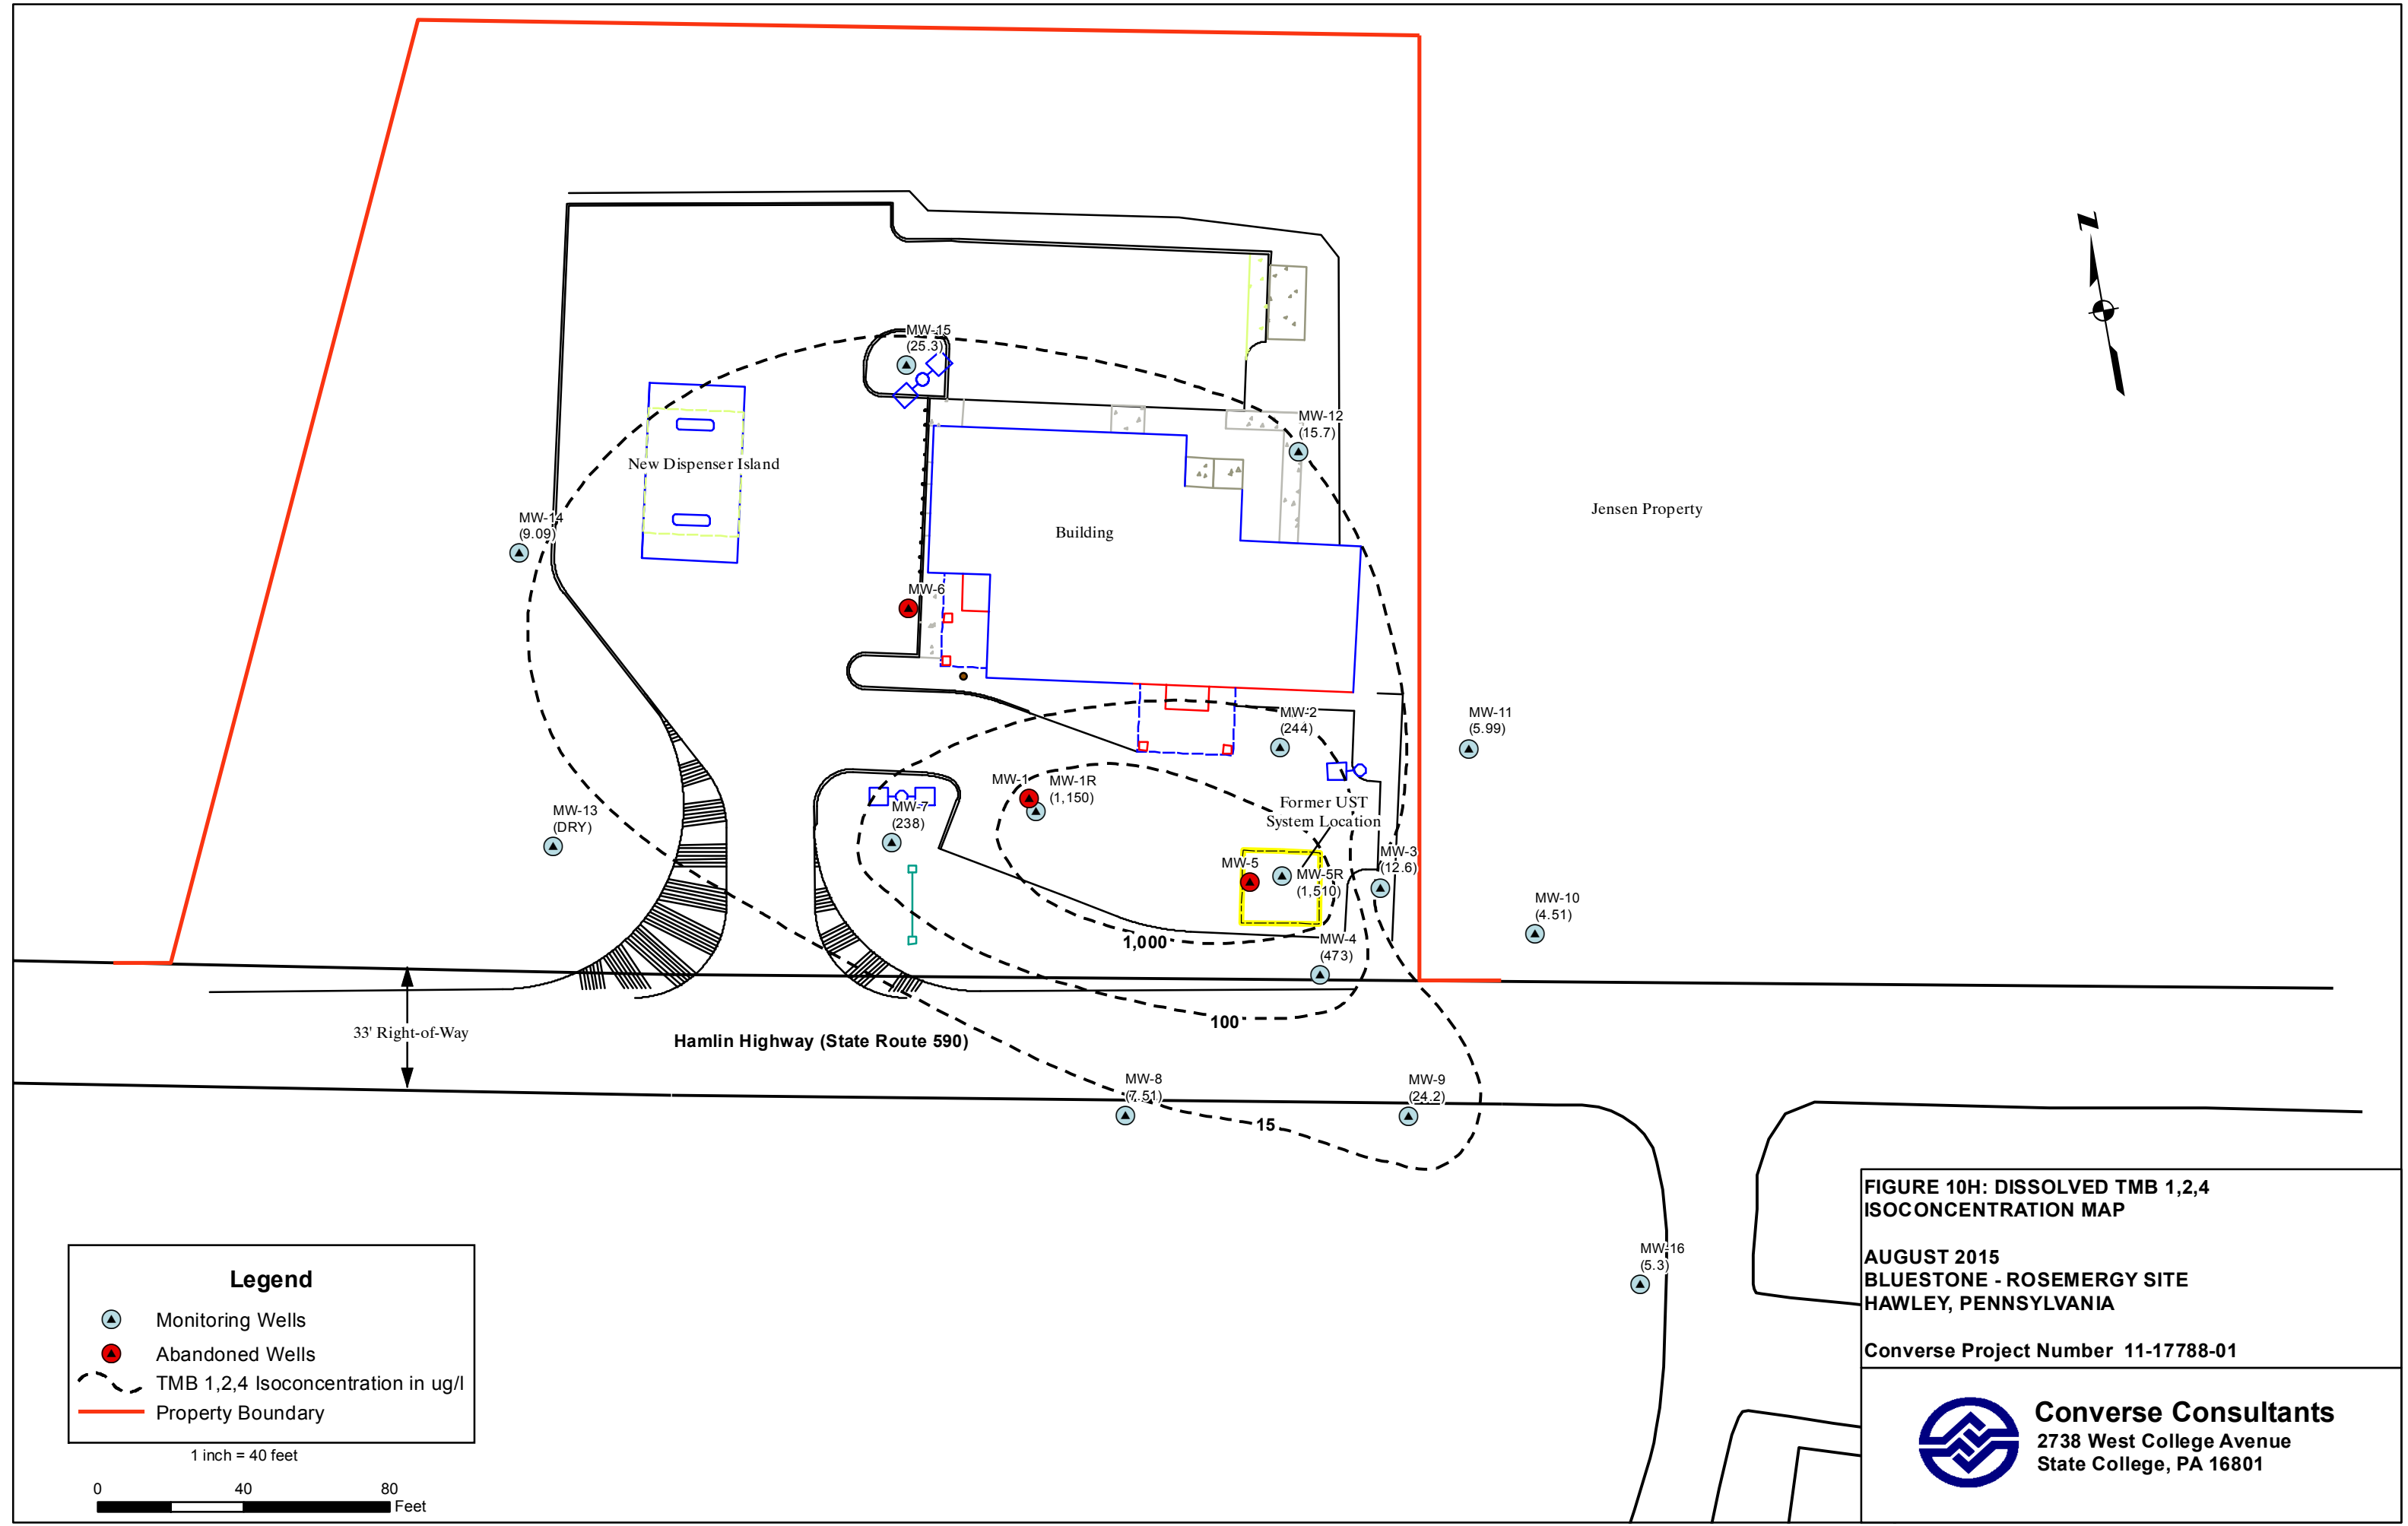 N
MW-15
(25.3)
MW-12
(15.7)
New Dispenser Island
MW-14
(9.09)
Building
Jensen Property
MW-6
MW-2
(244)
MW-11
(5.99)
MW-1
MW-1R
(1,150)
MW-7
(238)
Former UST
System Location
MW-13
(DRY)
MW-3
(12.6)
MW-5
MW-5R
(1,510)
MW-10
(4.51)
1,000
MW-4
(473)
100
33' Right-of-Way
Hamlin Highway (State Route 590)
MW-8
(7.51)
MW-9
(24.2)
15
MW-16
(5.3)
Legend
Monitoring Wells
Abandoned Wells
TMB 1,2,4 Isoconcentration in ug/l
Property Boundary
1 inch = 40 feet
0 40 80
Feet
FIGURE 10H: DISSOLVED TMB 1,2,4
ISOCONCENTRATION MAP
AUGUST 2015
BLUESTONE - ROSEMERGY SITE
HAWLEY, PENNSYLVANIA
Converse Project Number 11-17788-01
Converse Consultants
2738 West College Avenue
State College, PA 16801